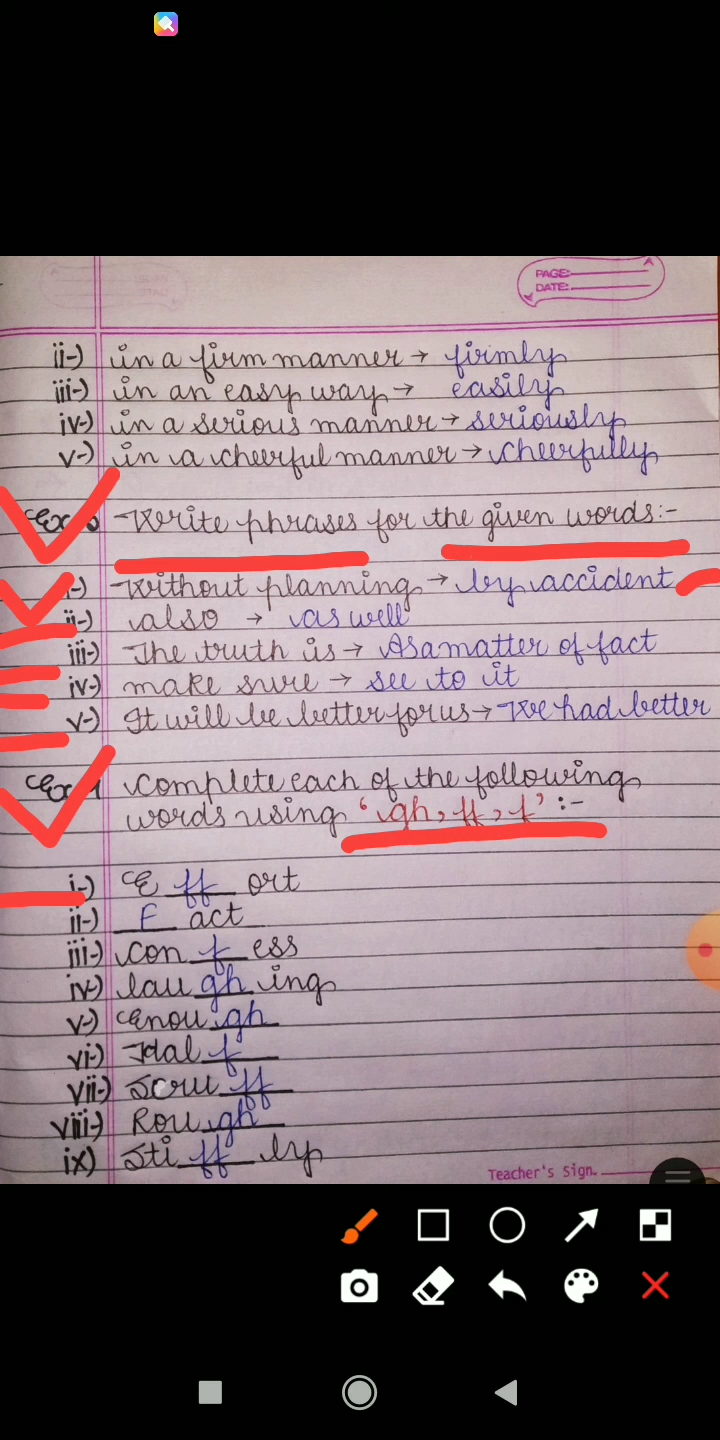 PAGE:
DATE:
ii-) in a firm manner → firmly
iii-) in an easy way → easily
iv-) in a serious manner → seriously
v-) in a cheerful manner → cheerfully
Ex Write phrases for the given words:-
i-) Without planning → by accident
ii-) also → as well
iii-) The truth is → As a matter of fact
iv-) make sure → see to it
v-) It will be better for us → We had better
Ex Complete each of the following
words using 'gh, ff, f' :-
i-) E ff ort
ii-) F act
iii-) Con f ess
iv-) lau gh ing
v-) Enou gh
vi-) Hal f
vii-) Scru ff
viii-) Rou gh
ix) Sti ff ly
Teacher's Sign.